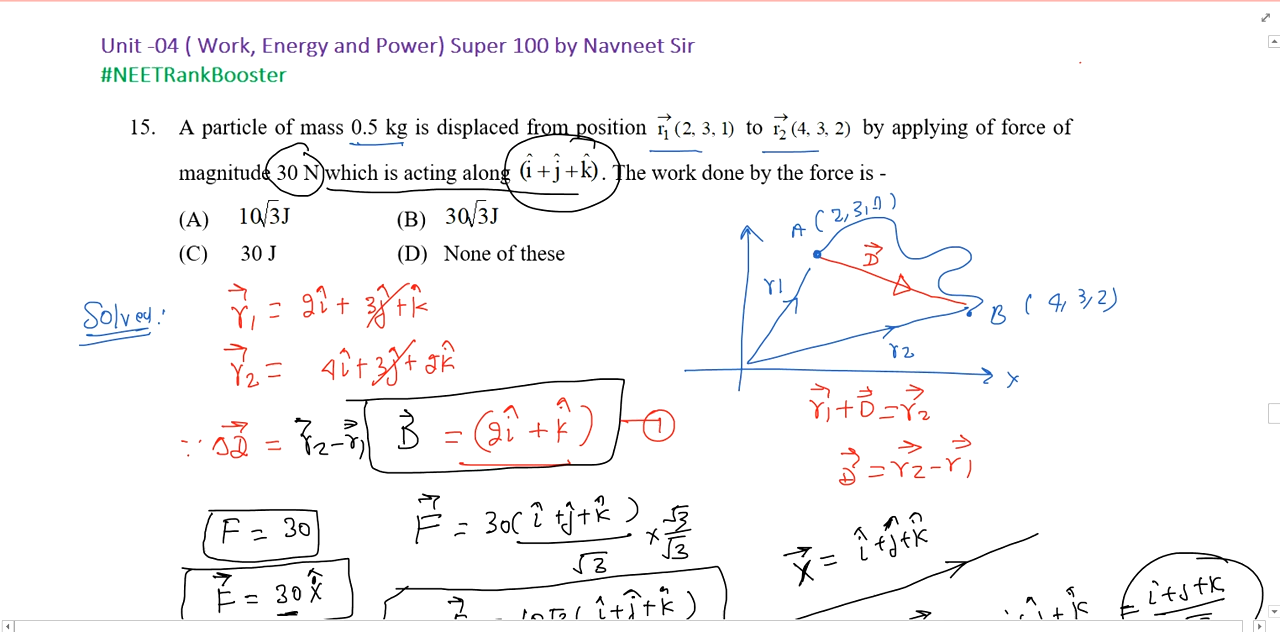 Unit -04 ( Work, Energy and Power) Super 100 by Navneet Sir
#NEETRankBooster
15. A particle of mass 0.5 kg is displaced from position r⃗₁ (2, 3, 1) to r⃗₂ (4, 3, 2) by applying of force of
magnitude 30 N which is acting along (î + ĵ + k̂). The work done by the force is -
(A) 10√3J (B) 30√3J
(C) 30 J (D) None of these
A (2,3,1)
D⃗
r1
B (4,3,2)
r2
x
Solved:
r⃗₁ = 2î + 3ĵ + k̂
r⃗₂ = 4î + 3ĵ + 2k̂
r⃗₁ + D⃗ = r⃗₂
D⃗ = r⃗₂ - r⃗₁
∵ = r⃗₂ - r⃗₁ = (2î + k̂) 1
F = 30
F⃗ = 30(î + ĵ + k̂)/√3 × √3/√3
x⃗ = î + ĵ + k̂
F⃗ = 30 x̂
(î + ĵ + k̂)
= i + j + k